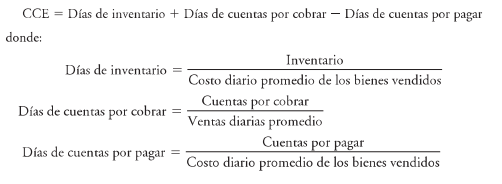 CCE = Días de inventario + Días de cuentas por cobrar − Días de cuentas por pagar
donde:
Inventario
Días de inventario =
Costo diario promedio de los bienes vendidos
Cuentas por cobrar
Días de cuentas por cobrar =
Ventas diarias promedio
Cuentas por pagar
Días de cuentas por pagar =
Costo diario promedio de los bienes vendidos